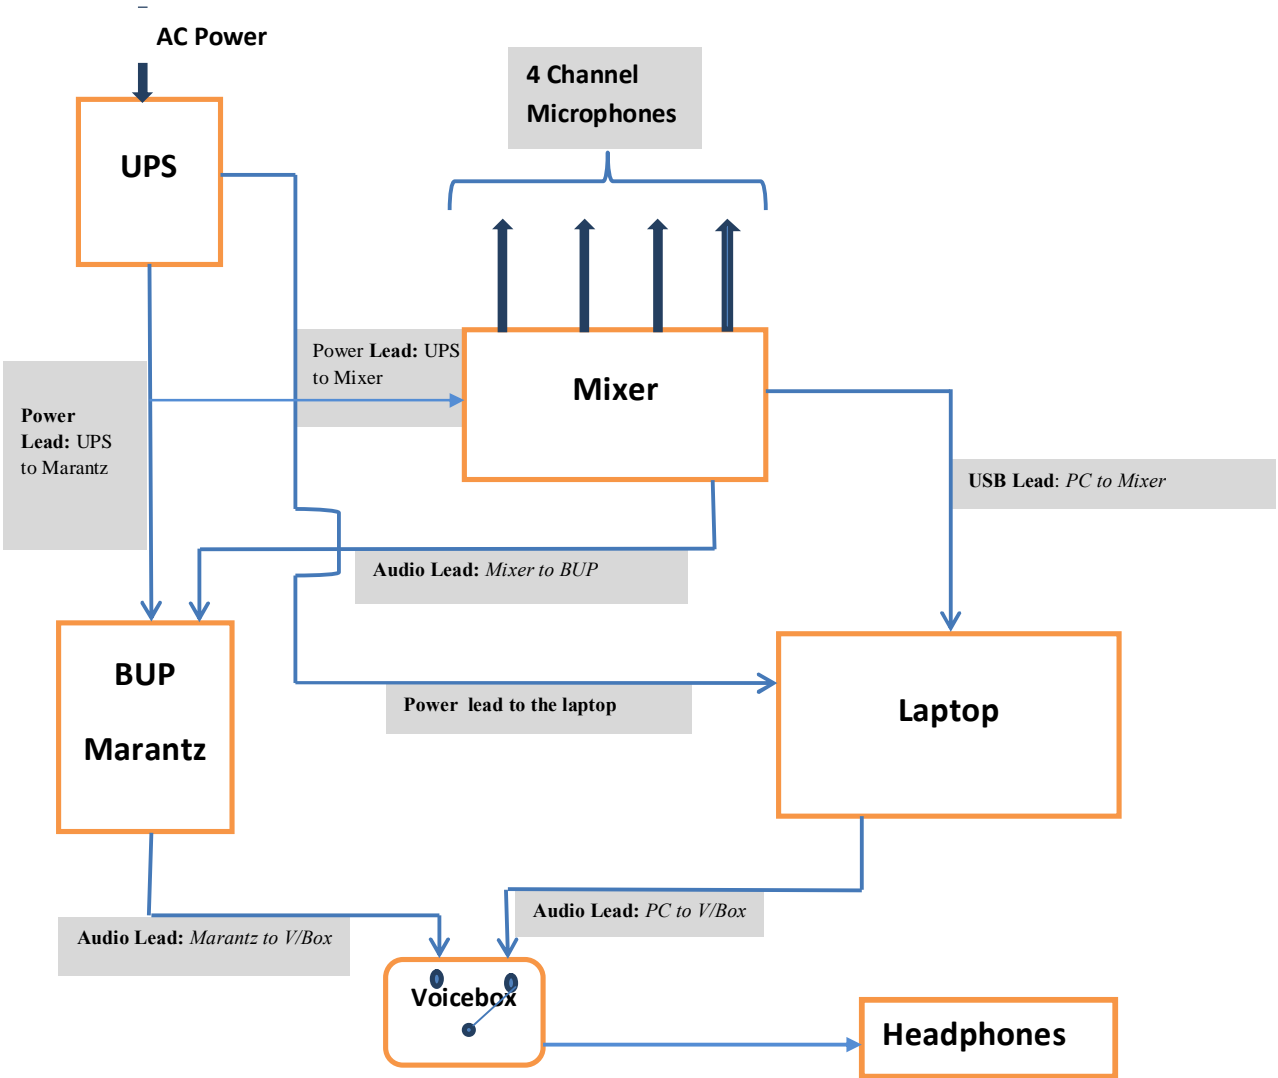 AC Power
4 Channel
Microphones
UPS
Power Lead: UPS
to Mixer
Mixer
Power
Lead: UPS
to Marantz
USB Lead: PC to Mixer
Audio Lead: Mixer to BUP
BUP
Marantz
Power lead to the laptop
Laptop
Audio Lead: PC to V/Box
Audio Lead: Marantz to V/Box
Voicebox
Headphones